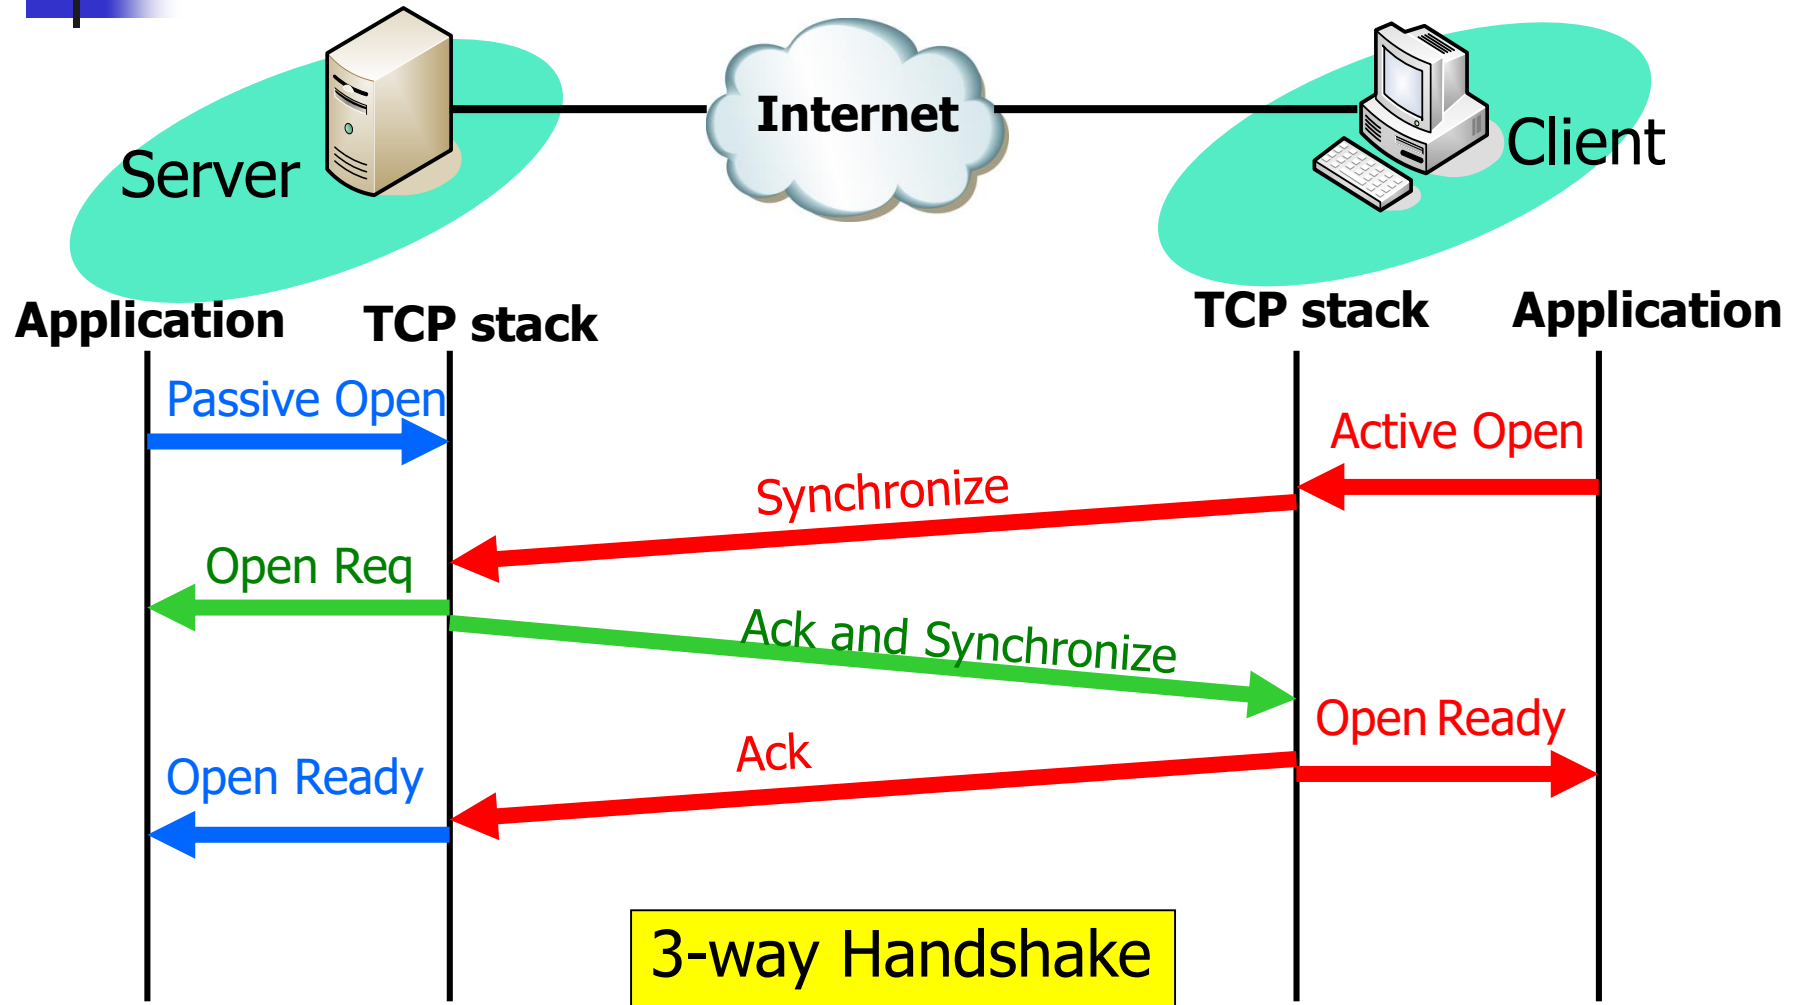 Internet
Server
Client
Application
TCP stack
TCP stack
Application
Passive Open
Active Open
Synchronize
Open Req
Ack and Synchronize
Open Ready
Ack
Open Ready
3-way Handshake